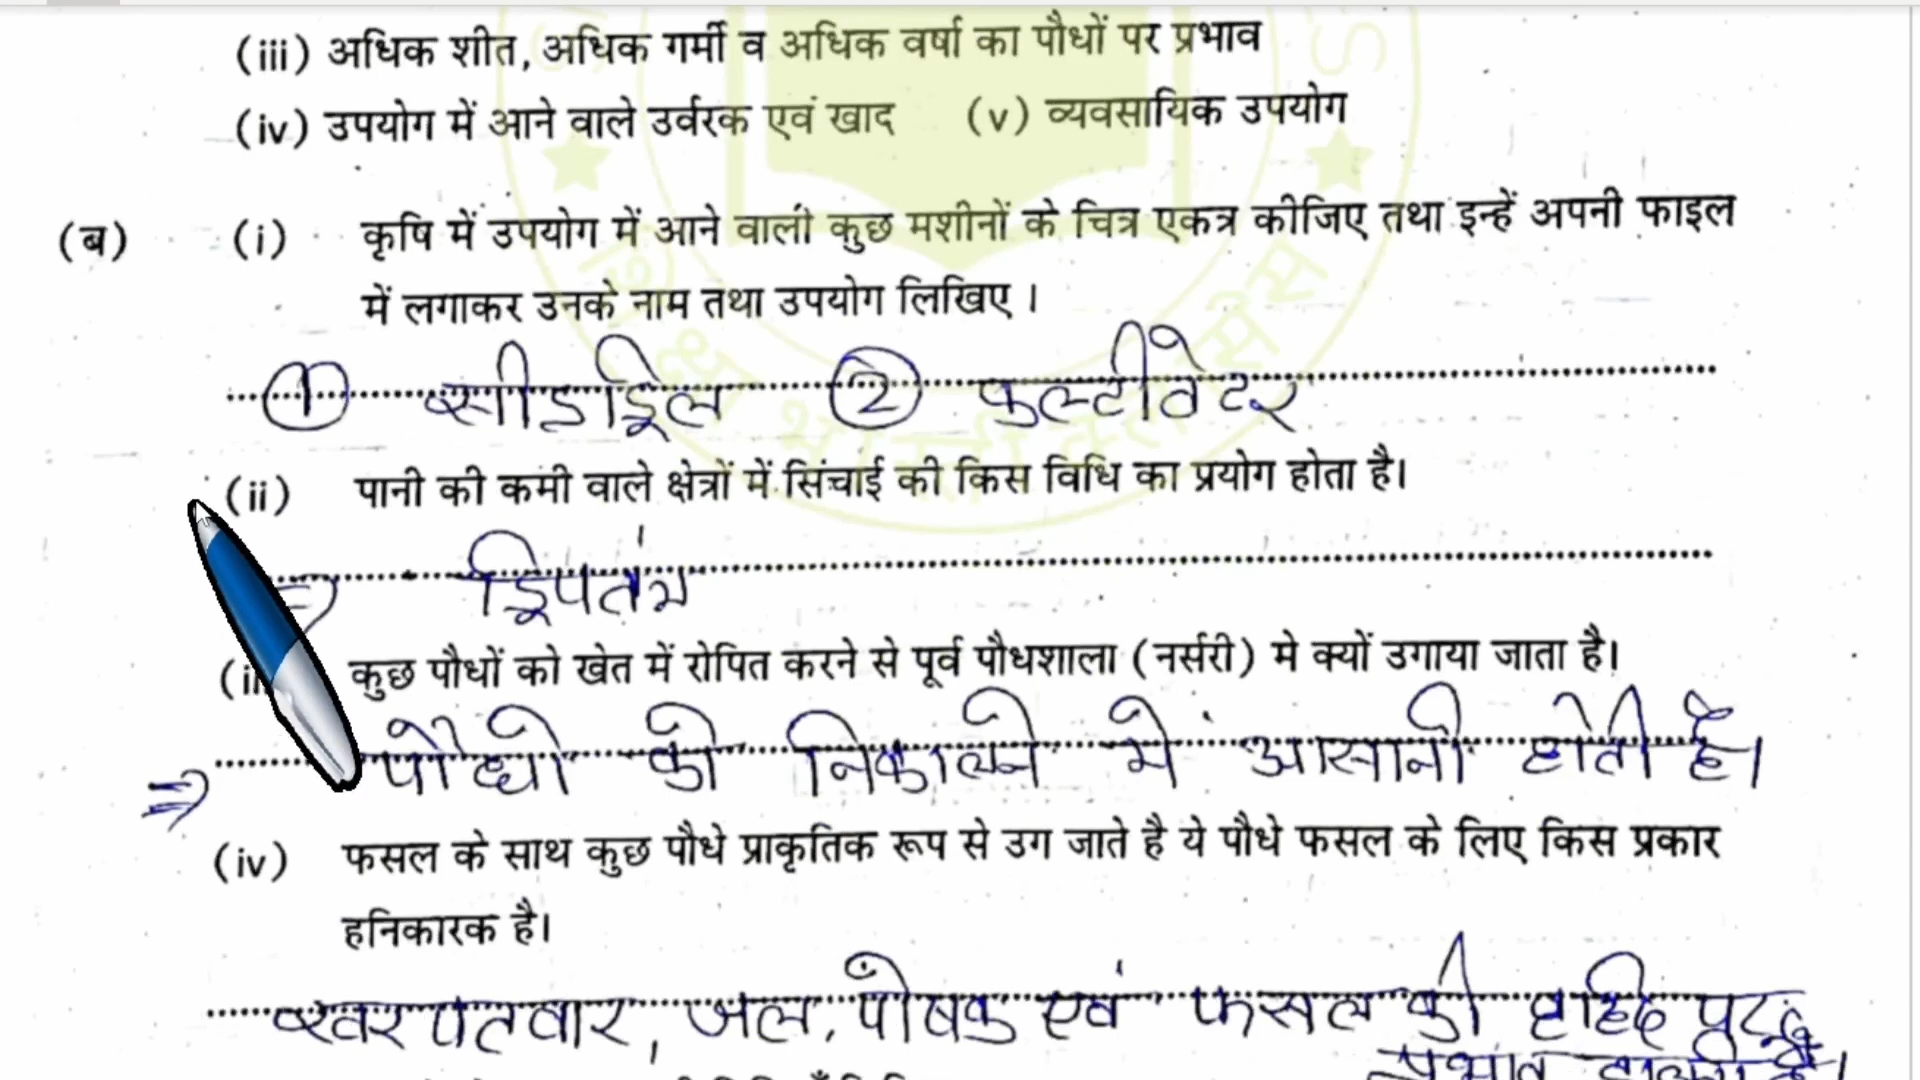 (iii) अधिक शीत, अधिक गर्मी व अधिक वर्षा का पौधों पर प्रभाव
(iv) उपयोग में आने वाले उर्वरक एवं खाद (v) व्यवसायिक उपयोग
(ब) (i) कृषि में उपयोग में आने वाली कुछ मशीनों के चित्र एकत्र कीजिए तथा इन्हें अपनी फाइल
में लगाकर उनके नाम तथा उपयोग लिखिए।
① सीडड्रिल ② कल्टीवेटर
(ii) पानी की कमी वाले क्षेत्रों में सिंचाई की किस विधि का प्रयोग होता है।
⇒ ड्रिपतंत्र
कुछ पौधों को खेत में रोपित करने से पूर्व पौधशाला (नर्सरी) मे क्यों उगाया जाता है।
⇒ पौधो को निकालने मे आसानी होती है।
(iv) फसल के साथ कुछ पौधे प्राकृतिक रूप से उग जाते है ये पौधे फसल के लिए किस प्रकार
हनिकारक है।
खरपतवार, जल, पोषक एवं फसल की